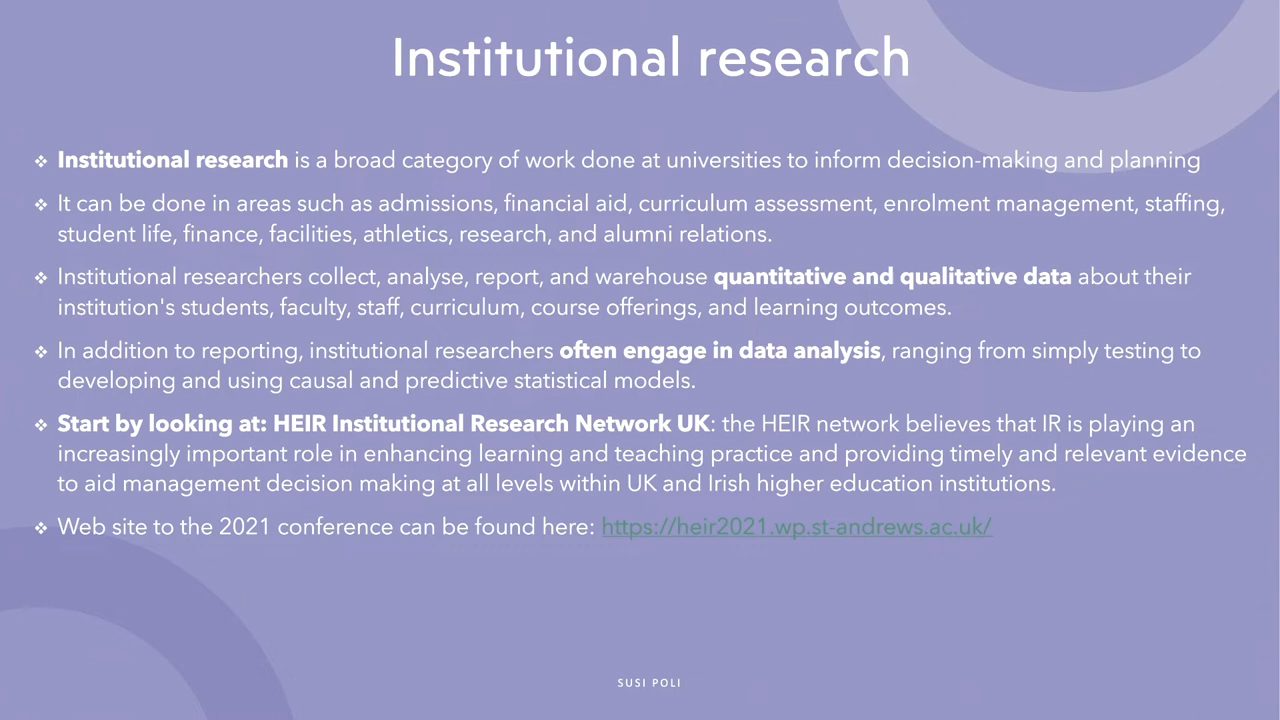 Institutional research
❖ Institutional research is a broad category of work done at universities to inform decision-making and planning
❖ It can be done in areas such as admissions, financial aid, curriculum assessment, enrolment management, staffing,
student life, finance, facilities, athletics, research, and alumni relations.
❖ Institutional researchers collect, analyse, report, and warehouse quantitative and qualitative data about their
institution's students, faculty, staff, curriculum, course offerings, and learning outcomes.
❖ In addition to reporting, institutional researchers often engage in data analysis, ranging from simply testing to
developing and using causal and predictive statistical models.
❖ Start by looking at: HEIR Institutional Research Network UK: the HEIR network believes that IR is playing an
increasingly important role in enhancing learning and teaching practice and providing timely and relevant evidence
to aid management decision making at all levels within UK and Irish higher education institutions.
❖ Web site to the 2021 conference can be found here: https://heir2021.wp.st-andrews.ac.uk/
SUSI POLI